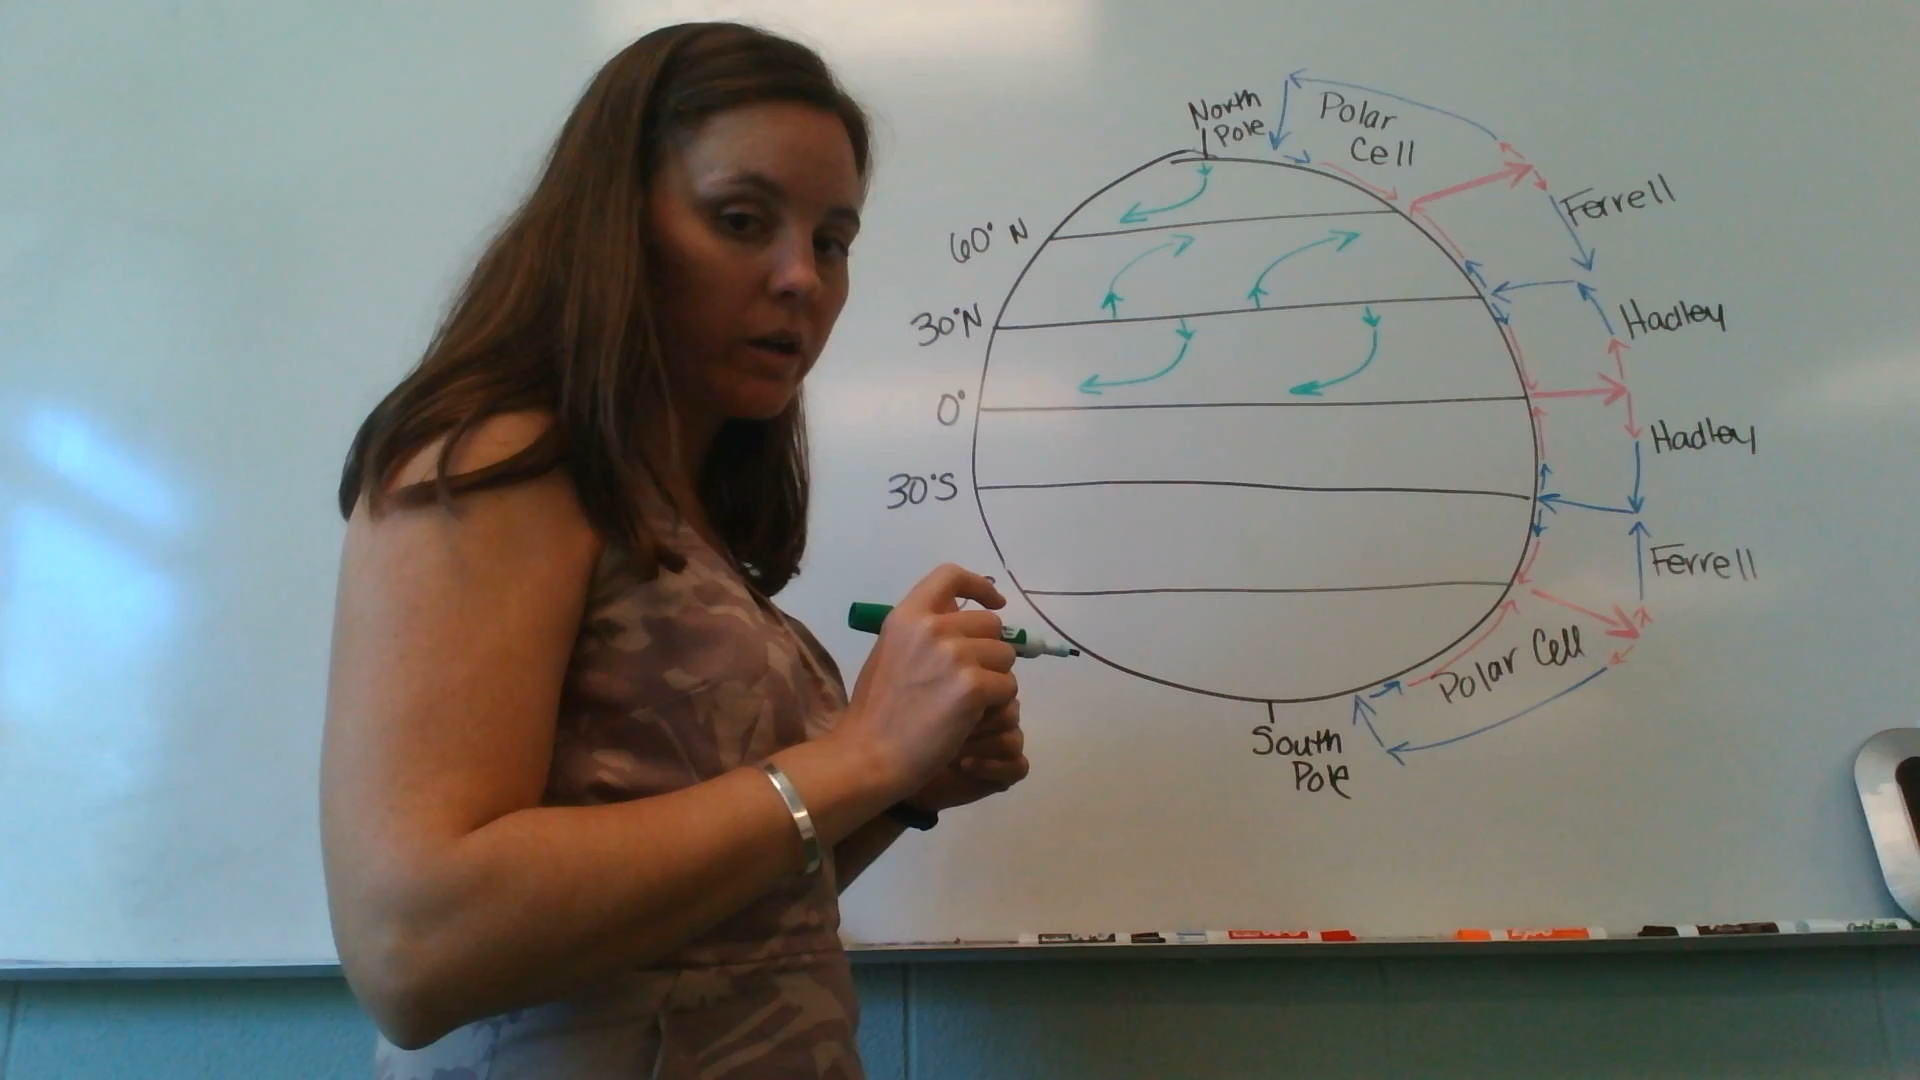 North
Pole
Polar
Cell
60° N
Ferrell
30°N
Hadley
0°
Hadley
30°S
Ferrell
Polar Cell
South
Pole